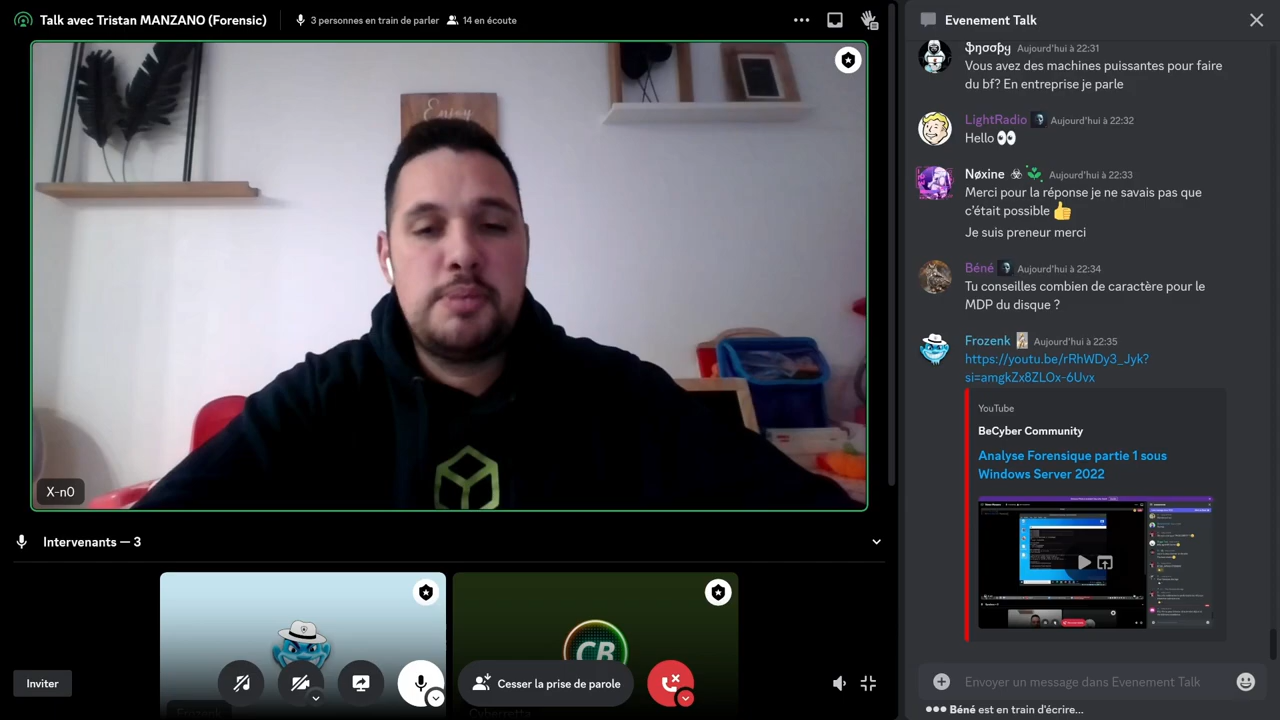 Talk avec Tristan MANZANO (Forensic)
3 personnes en train de parler
14 en écoute
Enjoy
X-n0
Intervenants — 3
CB
Inviter
Cesser la prise de parole
Evenement Talk
Aujourd'hui à 22:31
Vous avez des machines puissantes pour faire
du bf? En entreprise je parle
LightRadio Aujourd'hui à 22:32
Hello 👀
Nøxine ☣ Aujourd'hui à 22:33
Merci pour la réponse je ne savais pas que
c'était possible 👍
Je suis preneur merci
Béné Aujourd'hui à 22:34
Tu conseilles combien de caractère pour le
MDP du disque ?
Frozenk Aujourd'hui à 22:35
https://youtu.be/rRhWDy3_Jyk?
si=amgkZx8ZLOx-6Uvx
YouTube
BeCyber Community
Analyse Forensique partie 1 sous
Windows Server 2022
Envoyer un message dans Evenement Talk
Béné est en train d'écrire...